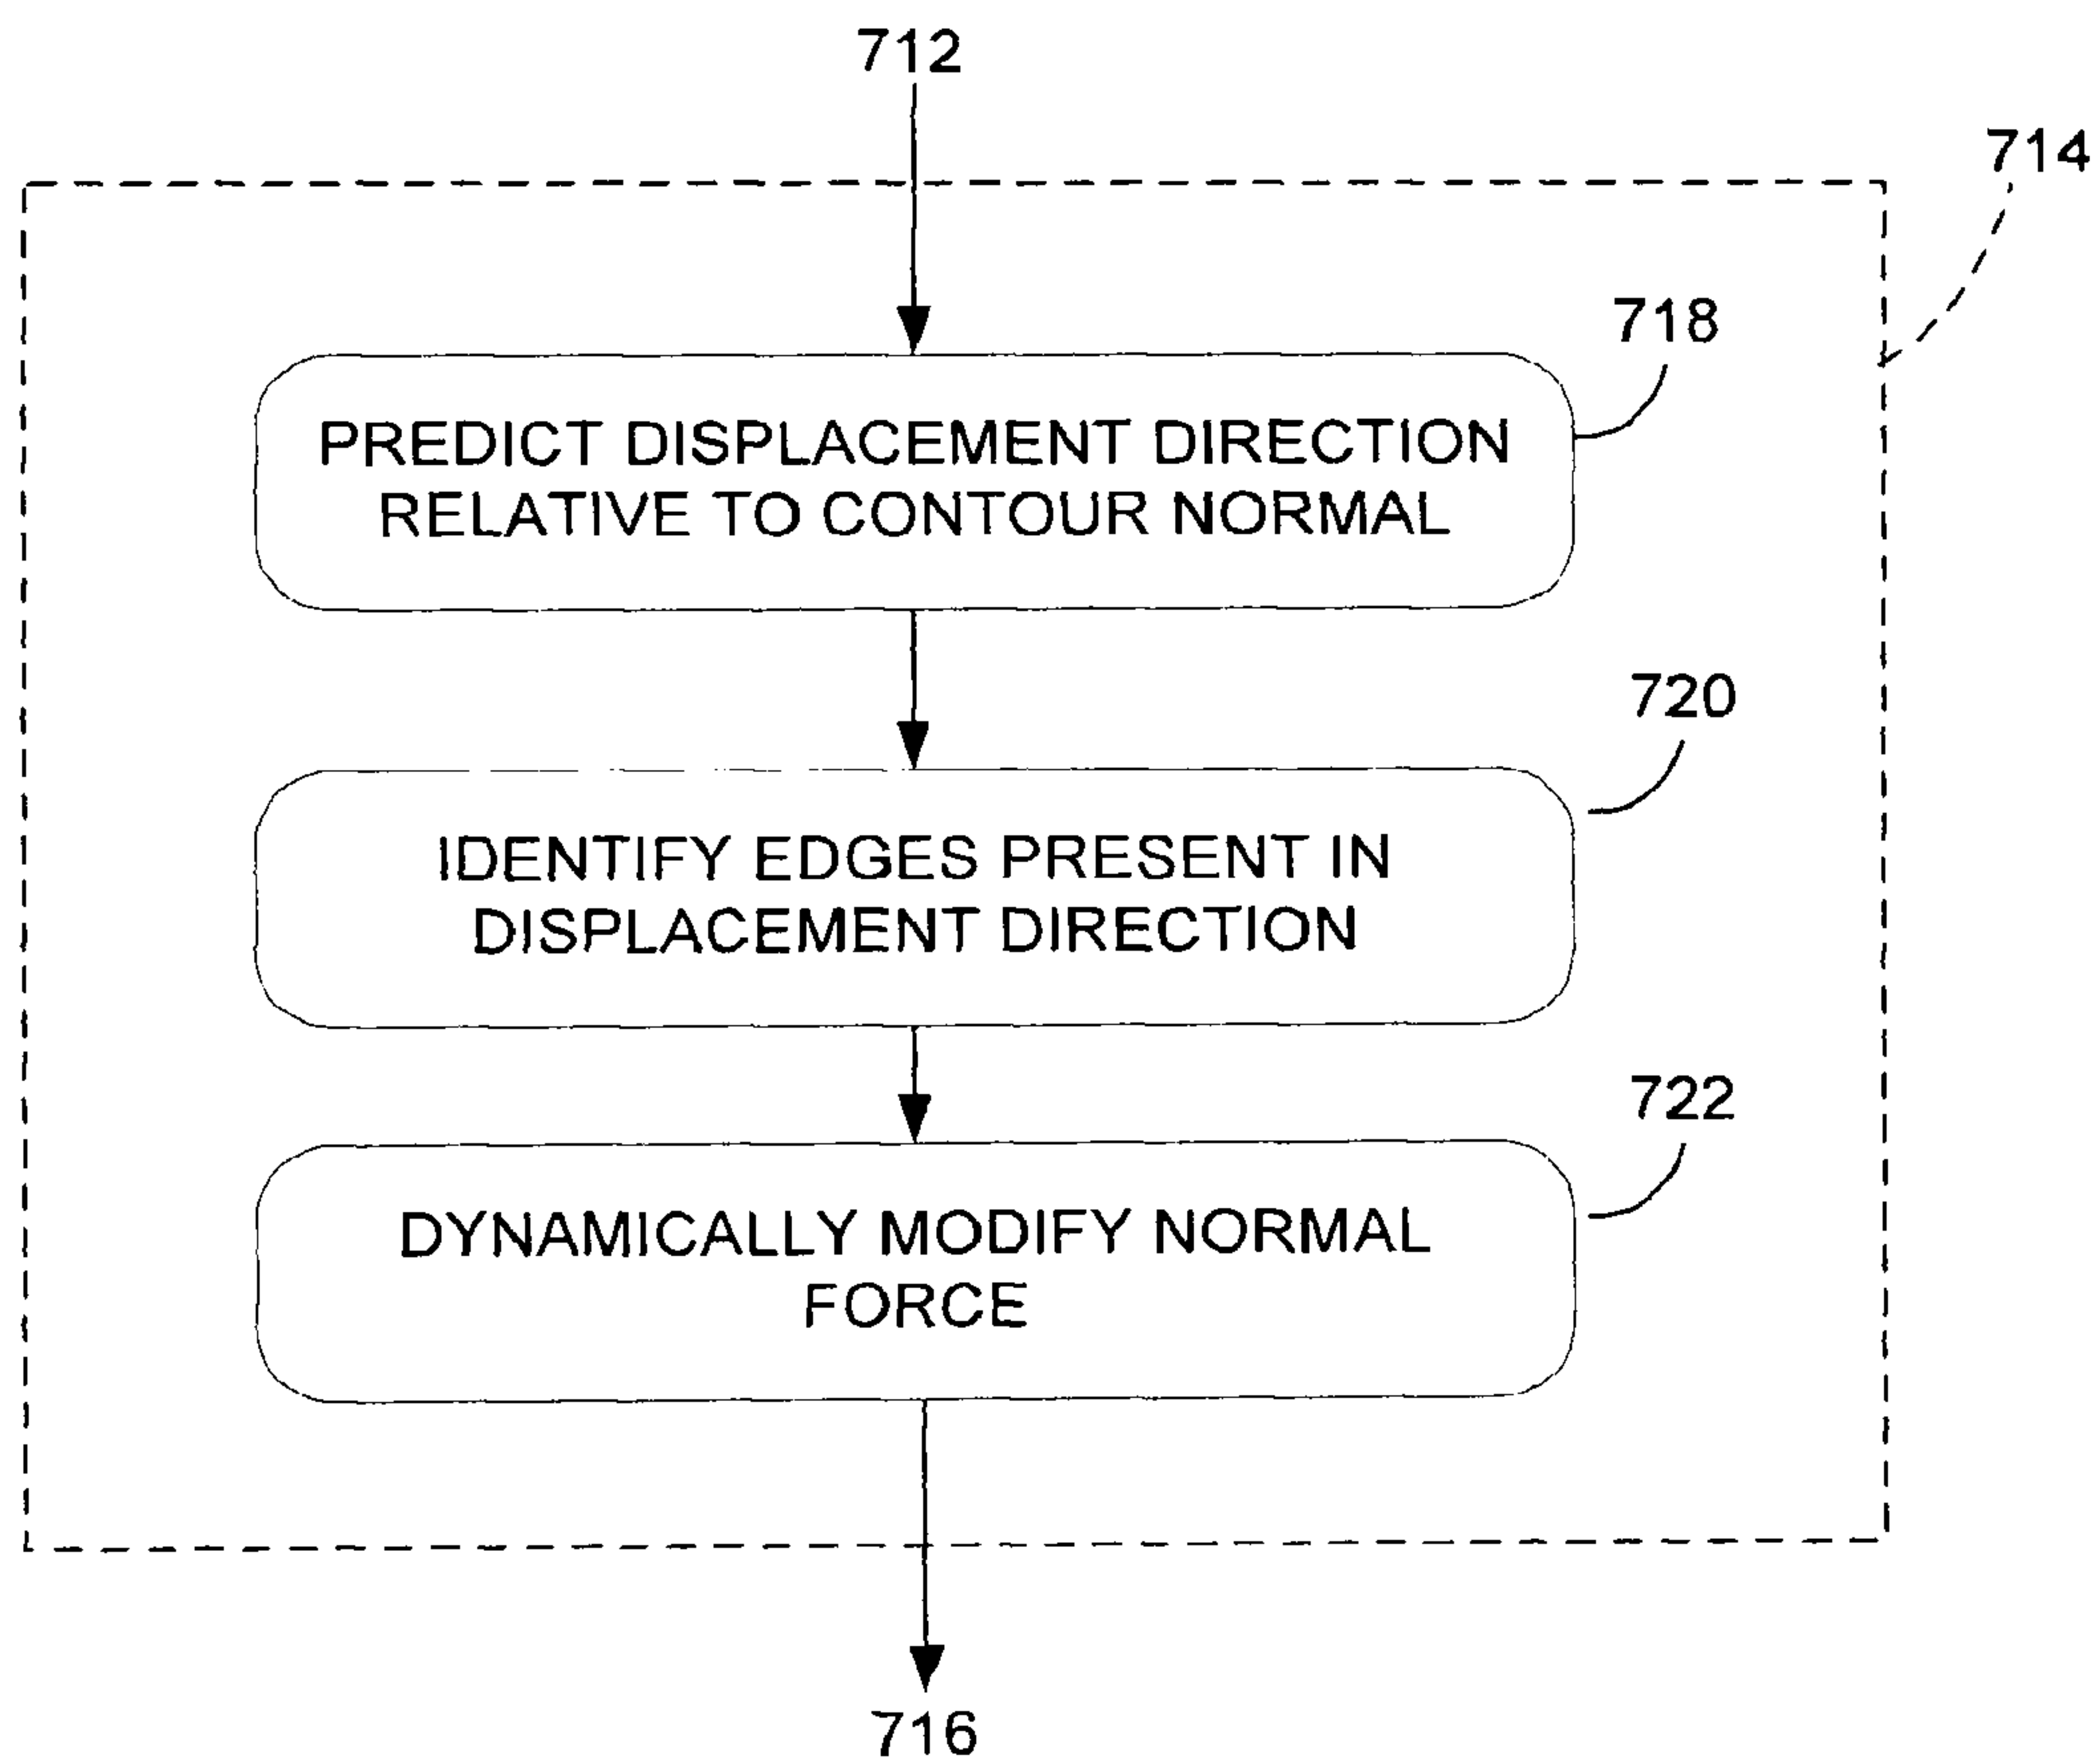 712
714
718
PREDICT DISPLACEMENT DIRECTION
RELATIVE TO CONTOUR NORMAL
720
IDENTIFY EDGES PRESENT IN
DISPLACEMENT DIRECTION
722
DYNAMICALLY MODIFY NORMAL
FORCE
716